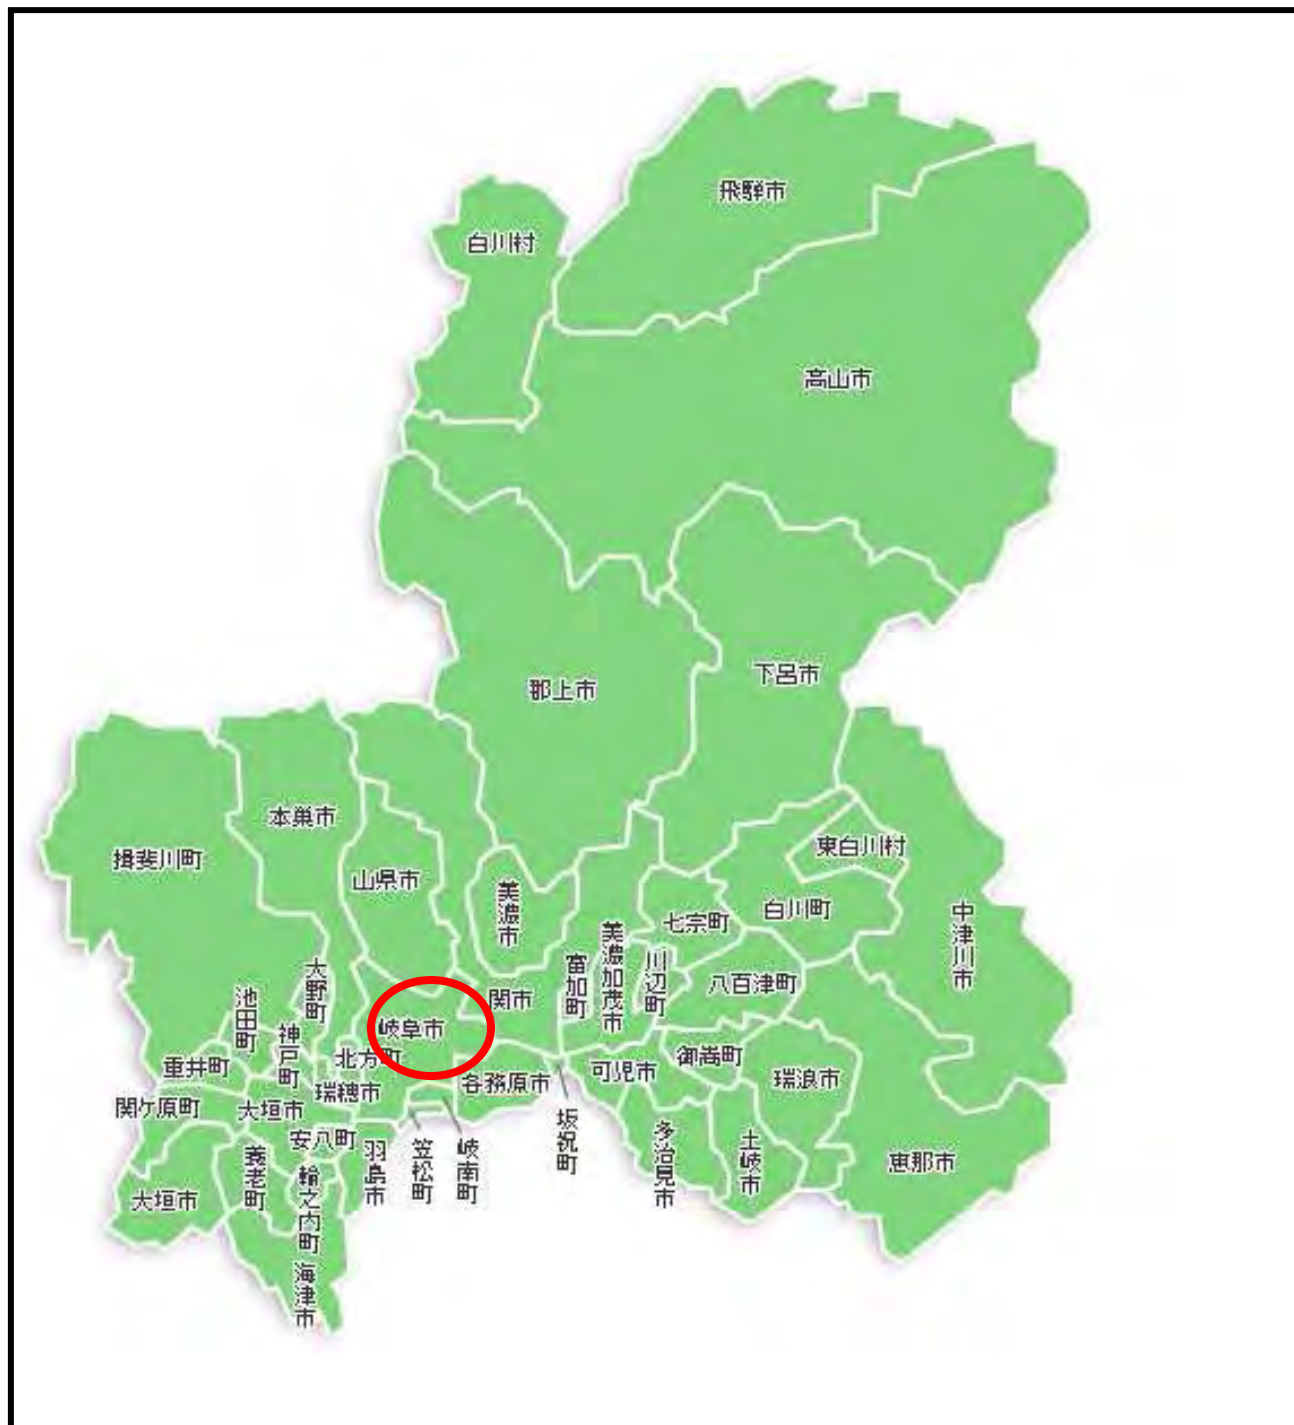 飛騨市
白川村
高山市
下呂市
郡上市
本巣市
東白川村
揖斐川町
山県市
美濃市
白川町
七宗町
中津川市
美濃加茂市
川辺町
富加町
八百津町
大野町
池田町
関市
岐阜市
神戸町
北方町
御嵩町
垂井町
可児市
瑞浪市
各務原市
瑞穂市
関ケ原町
大垣市
安八町
坂祝町
多治見市
土岐市
恵那市
羽島市
笠松町
岐南町
養老町
輪之内町
大垣市
海津市